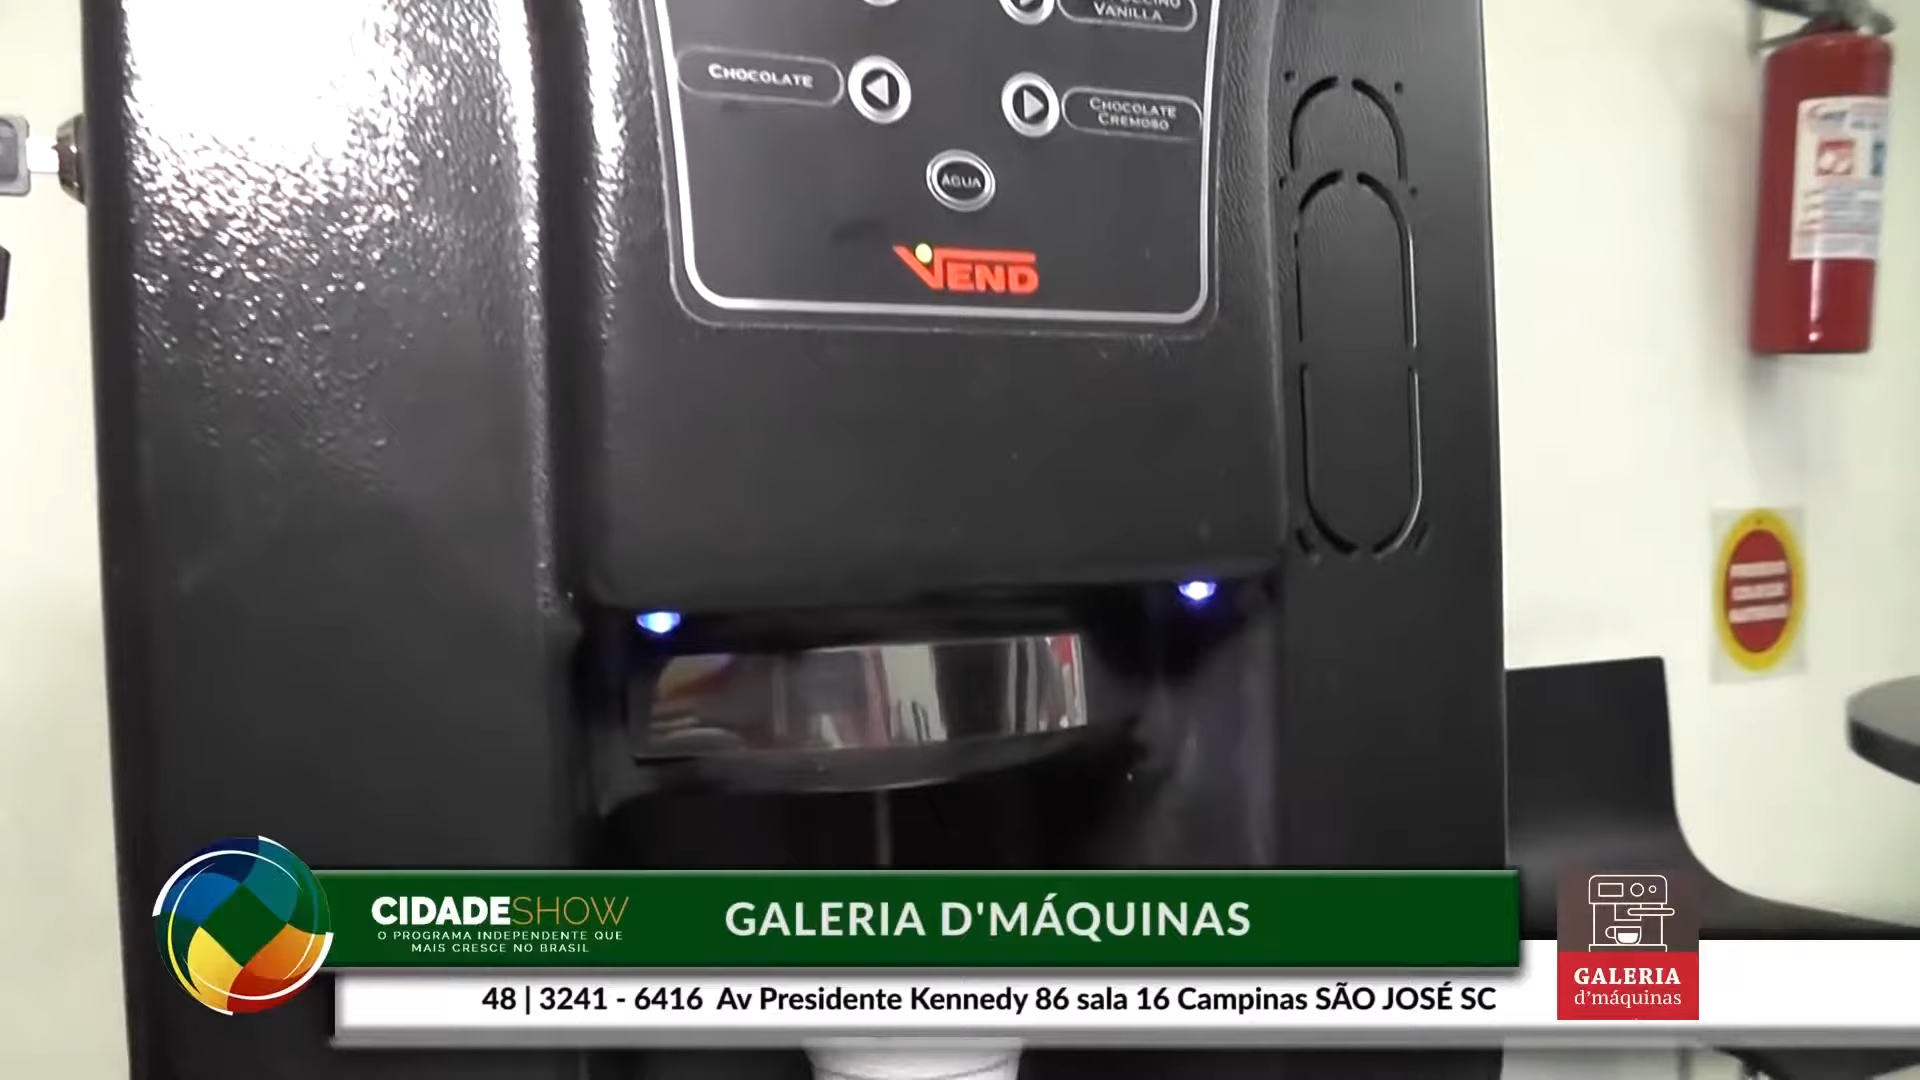 VANILLA
CHOCOLATE
CHOCOLATE
CREMOSO
ÁGUA
VEND
CIDADESHOW
O PROGRAMA INDEPENDENTE QUE
MAIS CRESCE NO BRASIL
GALERIA D'MÁQUINAS
48 | 3241 - 6416 Av Presidente Kennedy 86 sala 16 Campinas SÃO JOSÉ SC
GALERIA
d'máquinas